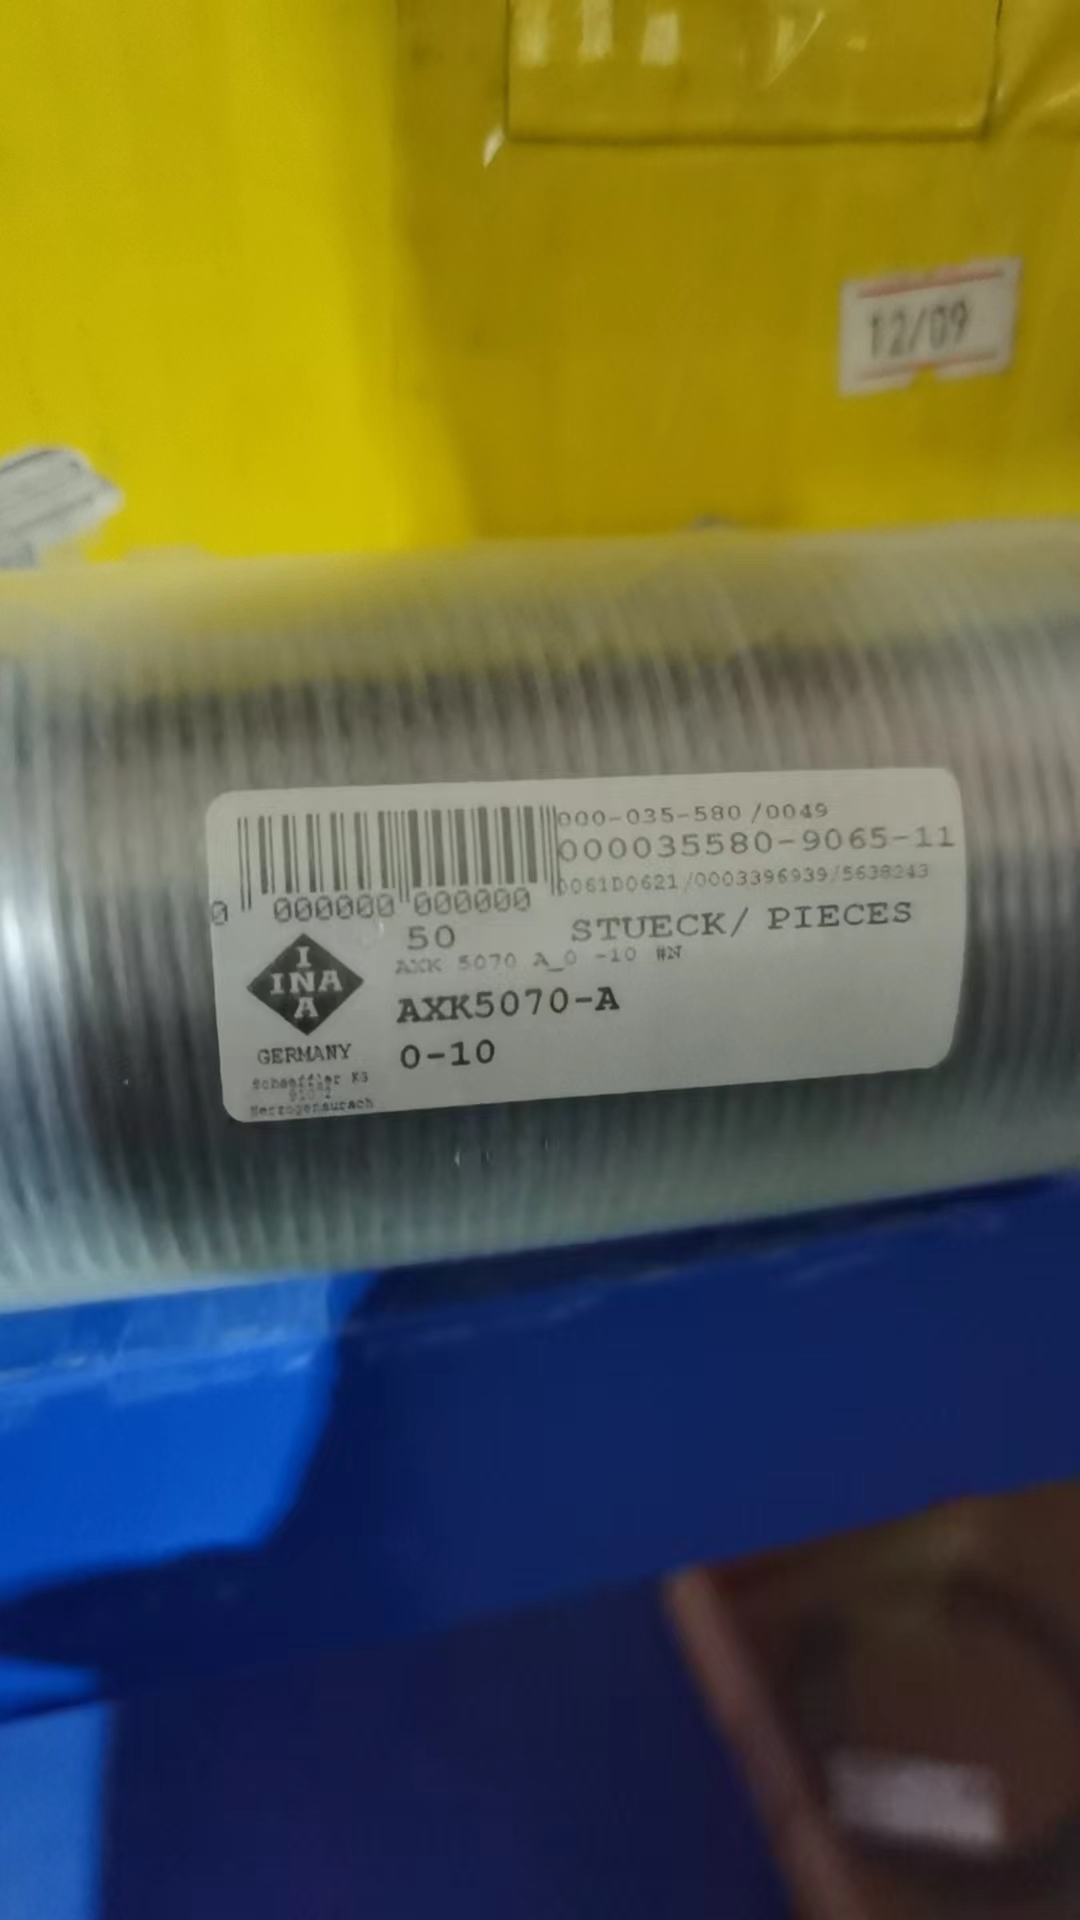 12/09
000-035-580/0049
000035580-9065-11
0061D0621/0003396939/5638243
0 000000 000000
50 STUECK/ PIECES
AXK 5070 A_0 -10 #N
I
INA
A
AXK5070-A
GERMANY
0-10
Schaeffler KG
Herzogenaurach